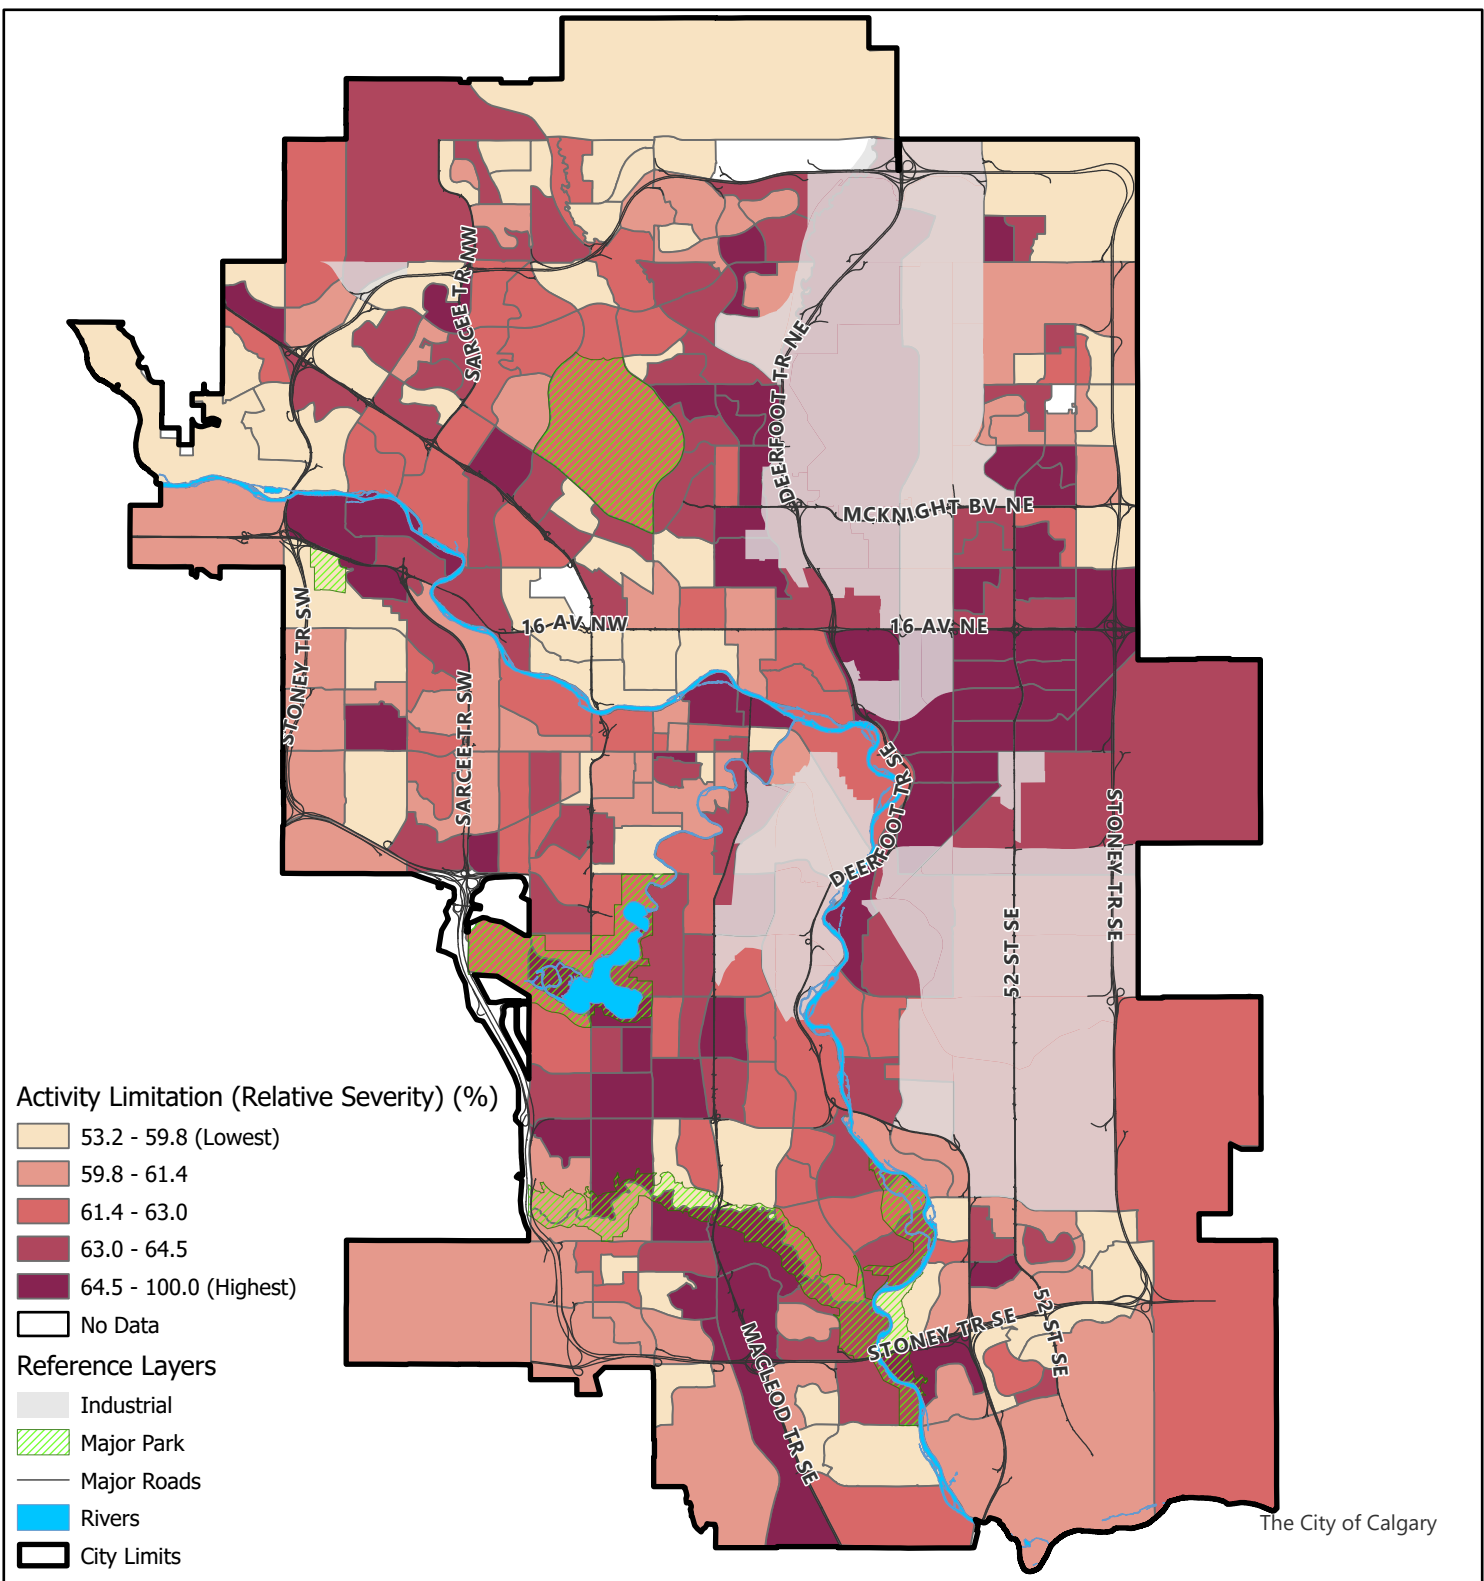 SARCEE TR NW
DEERFOOT TR NE
MCKNIGHT BV NE
16 AV NW
16 AV NE
STONEY TR SW
SARCEE TR SW
DEERFOOT TR SE
STONEY TR SE
52 ST SE
Activity Limitation (Relative Severity) (%)
53.2 - 59.8 (Lowest)
59.8 - 61.4
61.4 - 63.0
63.0 - 64.5
64.5 - 100.0 (Highest)
No Data
Reference Layers
Industrial
Major Park
Major Roads
Rivers
City Limits
STONEY TR SE
52 ST SE
MACLEOD TR SE
The City of Calgary